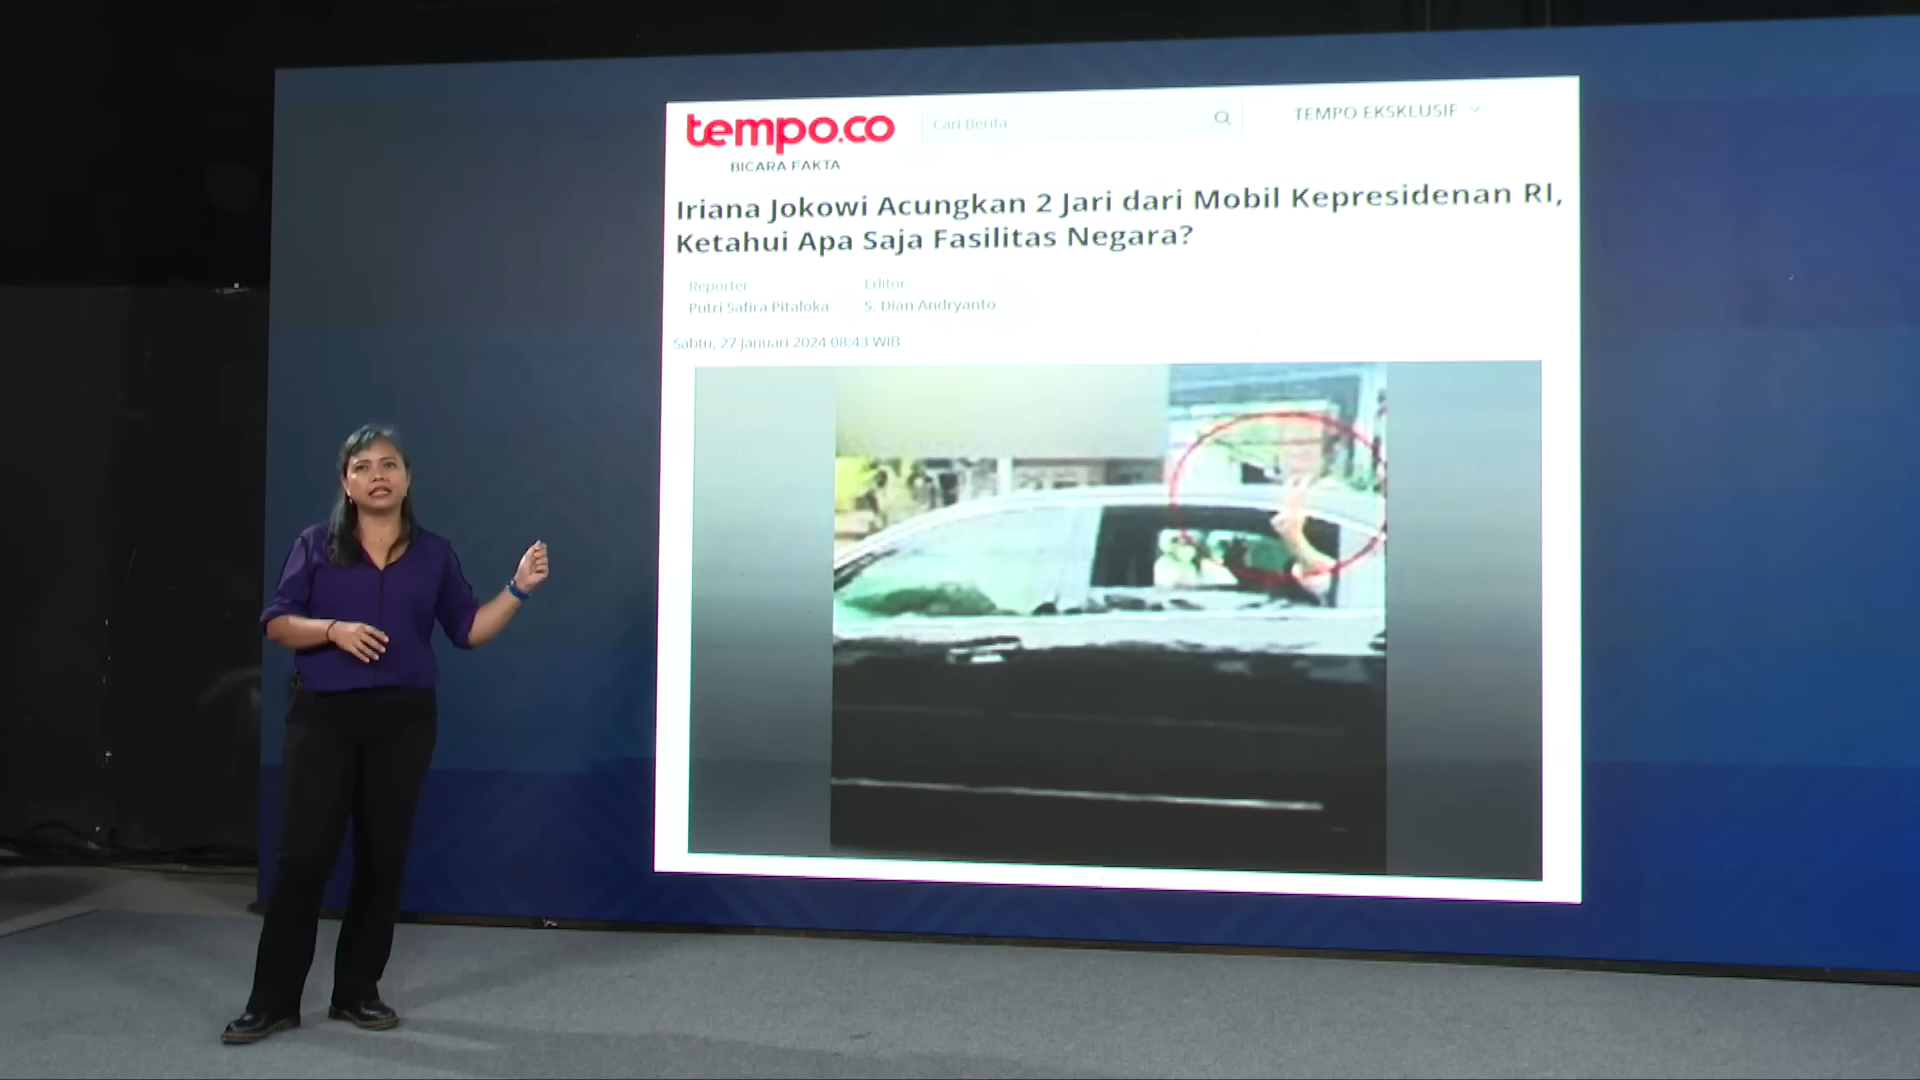 tempo.co
BICARA FAKTA
Cari Berita
TEMPO EKSKLUSIF
Iriana Jokowi Acungkan 2 Jari dari Mobil Kepresidenan RI,
Ketahui Apa Saja Fasilitas Negara?
Reporter
Editor
Putri Safira Pitaloka
S. Dian Andryanto
Sabtu, 27 Januari 2024 08:43 WIB